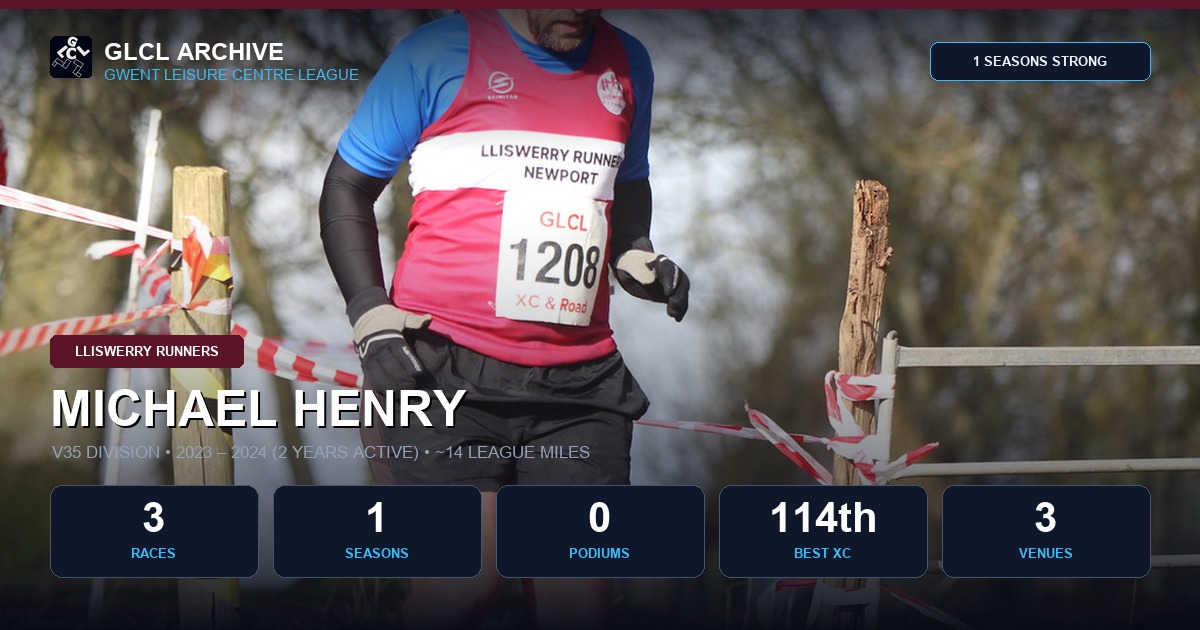 GLCL ARCHIVE
GWENT LEISURE CENTRE LEAGUE
1 SEASONS STRONG
LLISWERRY RUNNER
NEWPORT
GLCL
1208
XC & Road
LLISWERRY RUNNERS
MICHAEL HENRY
V35 DIVISION • 2023 – 2024 (2 YEARS ACTIVE) • ~14 LEAGUE MILES
3
RACES
1
SEASONS
0
PODIUMS
114th
BEST XC
3
VENUES